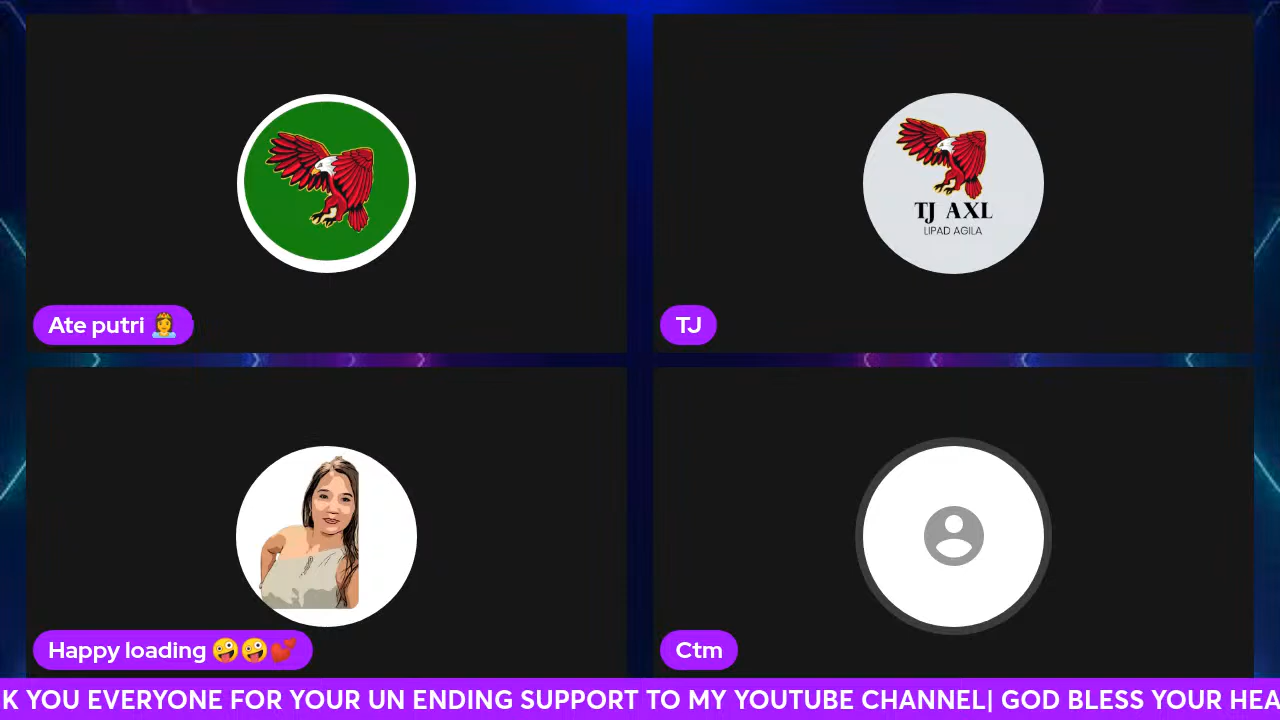 TJ AXL
LIPAD AGILA
Ate putri 👸
TJ
Happy loading 🤪🤪💕
Ctm
K YOU EVERYONE FOR YOUR UN ENDING SUPPORT TO MY YOUTUBE CHANNEL| GOD BLESS YOUR HEA